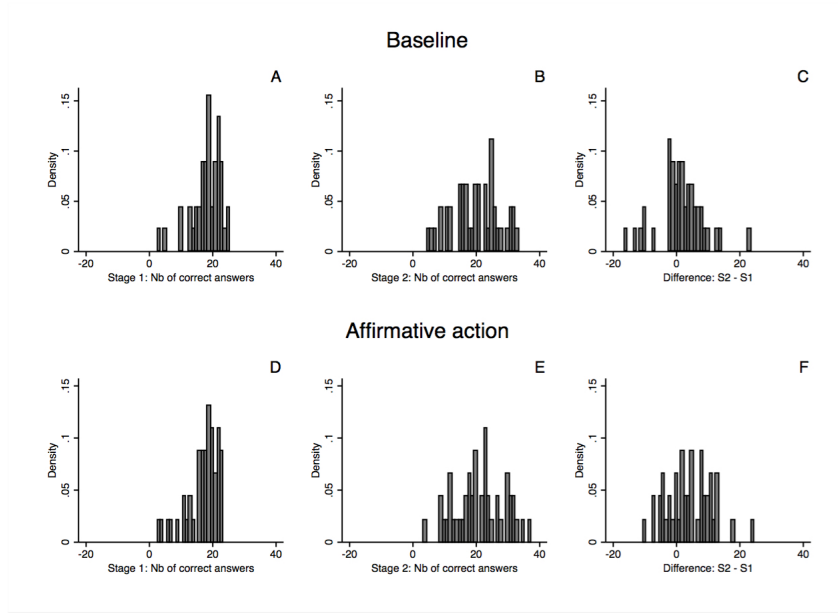 Baseline
A B C
Density .15 .1 .05 0
-20 0 20 40
Stage 1: Nb of correct answers
Density .15 .1 .05 0
-20 0 20 40
Stage 2: Nb of correct answers
Density .15 .1 .05 0
-20 0 20 40
Difference: S2 - S1
Affirmative action
D E F
Density .15 .1 .05 0
-20 0 20 40
Stage 1: Nb of correct answers
Density .15 .1 .05 0
-20 0 20 40
Stage 2: Nb of correct answers
Density .15 .1 .05 0
-20 0 20 40
Difference: S2 - S1